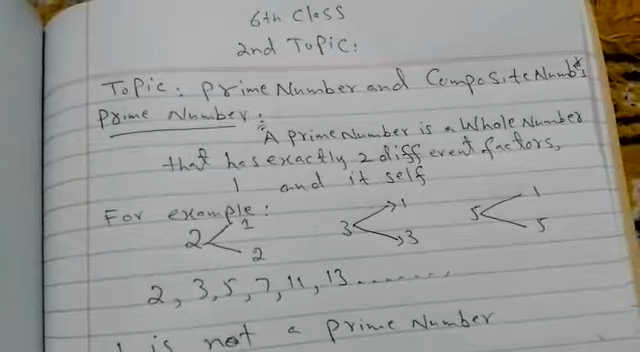 6th Class
2nd Topic:
Topic: Prime Number and Composite Numb
Prime Number:
A prime Number is a Whole Number
that has exactly 2 different factors,
1 and it self
For example:
2 < 1 2
3 < 1 3
5 < 1 5
2, 3, 5, 7, 11, 13.......
1 is not a prime Number